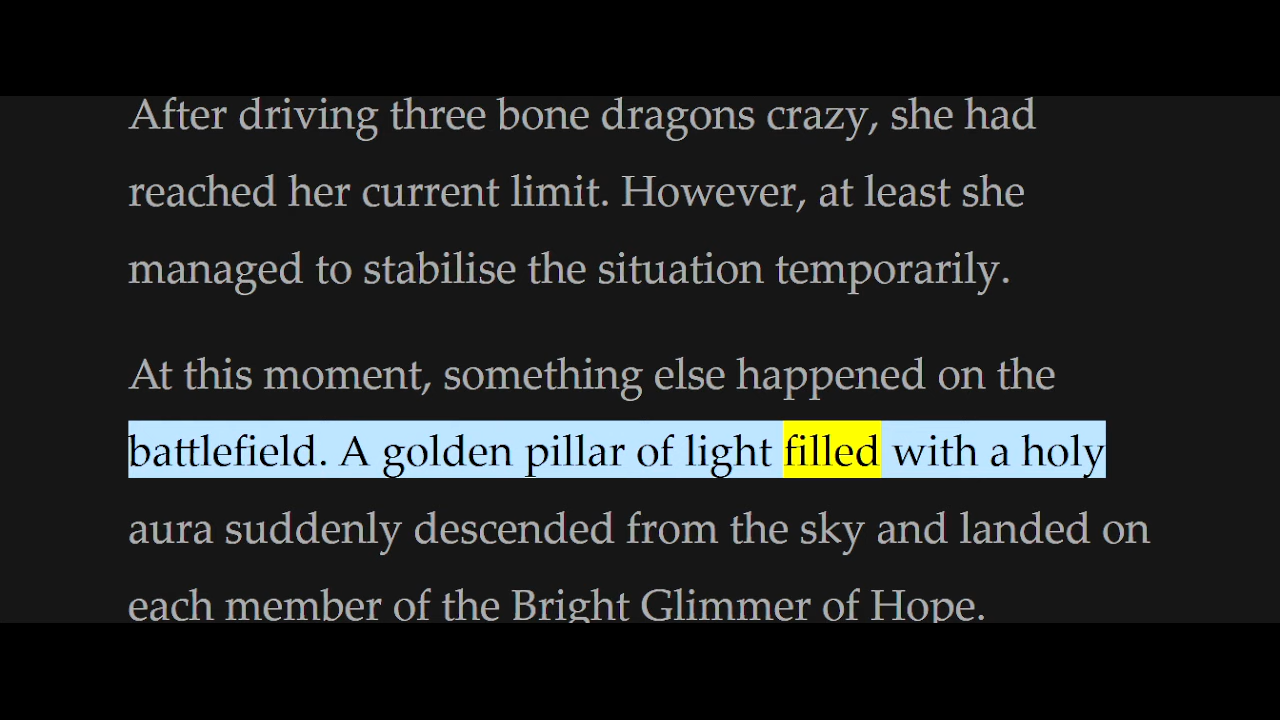 After driving three bone dragons crazy, she had
reached her current limit. However, at least she
managed to stabilise the situation temporarily.
At this moment, something else happened on the
battlefield. A golden pillar of light filled with a holy
aura suddenly descended from the sky and landed on
each member of the Bright Glimmer of Hope.